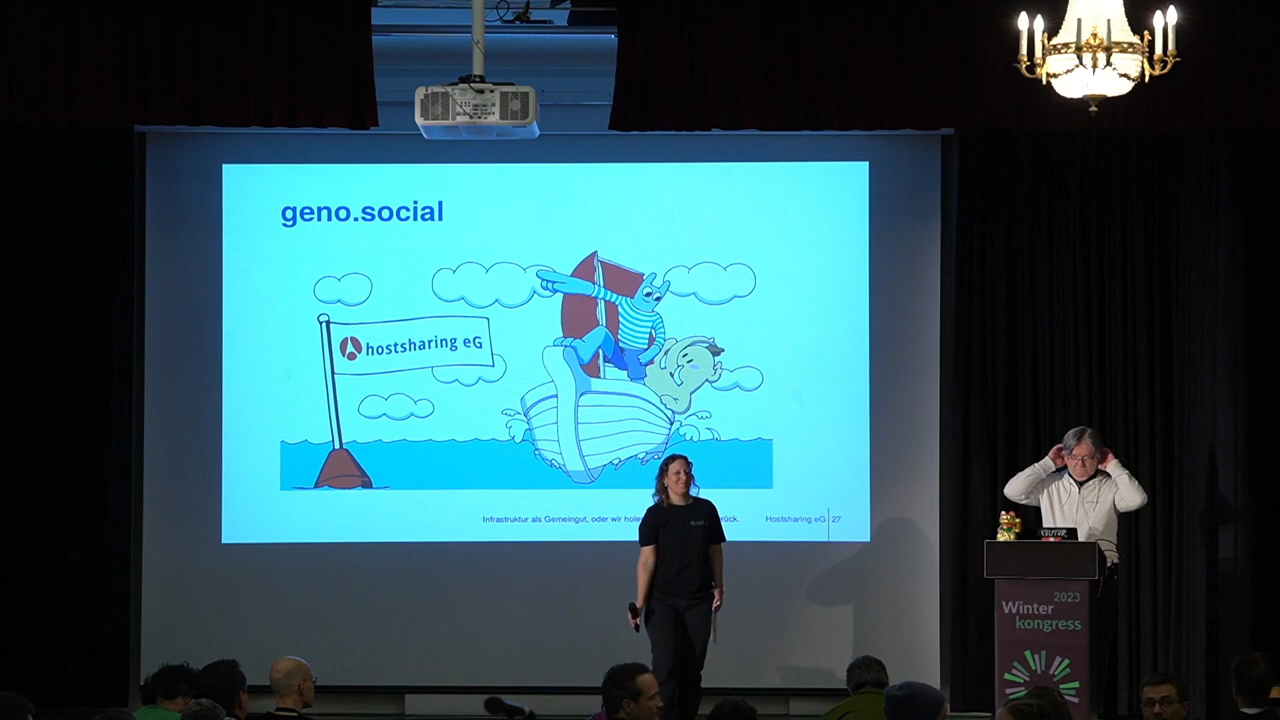 geno.social
hostsharing eG
Infrastruktur als Gemeingut, oder wir hole
rück.
Hostsharing eG 27
2023
Winter
kongress